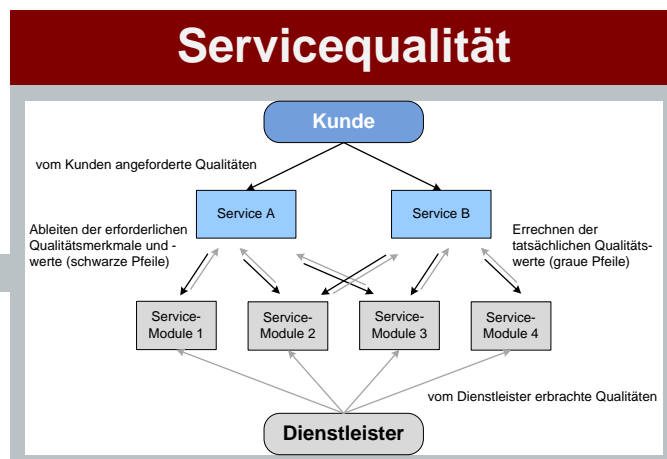 Servicequalität
Kunde
vom Kunden angeforderte Qualitäten
Service A
Service B
Ableiten der erforderlichen
Qualitätsmerkmale und -
werte (schwarze Pfeile)
Errechnen der
tatsächlichen Qualitäts-
werte (graue Pfeile)
Service-
Module 1
Service-
Module 2
Service-
Module 3
Service-
Module 4
vom Dienstleister erbrachte Qualitäten
Dienstleister